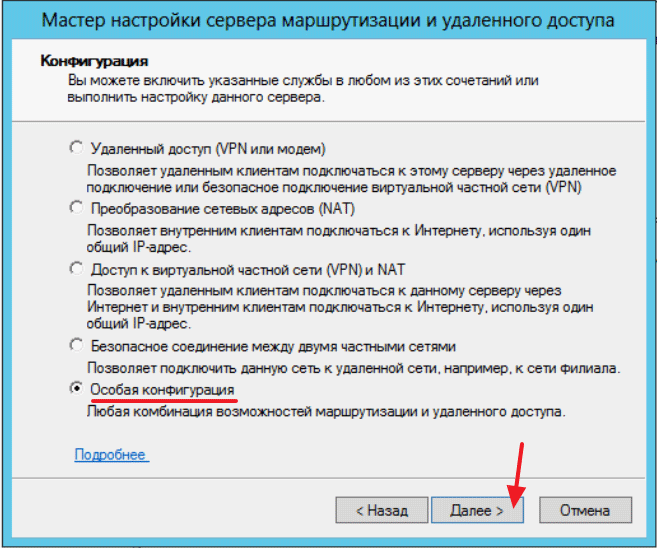 Мастер настройки сервера маршрутизации и удаленного доступа
Конфигурация
Вы можете включить указанные службы в любом из этих сочетаний или
выполнить настройку данного сервера.
Удаленный доступ (VPN или модем)
Позволяет удаленным клиентам подключаться к этому серверу через удаленное
подключение или безопасное подключение виртуальной частной сети (VPN)
Преобразование сетевых адресов (NAT)
Позволяет внутренним клиентам подключаться к Интернету, используя один
общий IP-адрес.
Доступ к виртуальной частной сети (VPN) и NAT
Позволяет удаленным клиентам подключаться к данному серверу через
Интернет и внутренним клиентам подключаться к Интернету, используя один
общий IP-адрес.
Безопасное соединение между двумя частными сетями
Позволяет подключить данную сеть к удаленной сети, например, к сети филиала.
Особая конфигурация
Любая комбинация возможностей маршрутизации и удаленного доступа.
Подробнее
< Назад Далее > Отмена